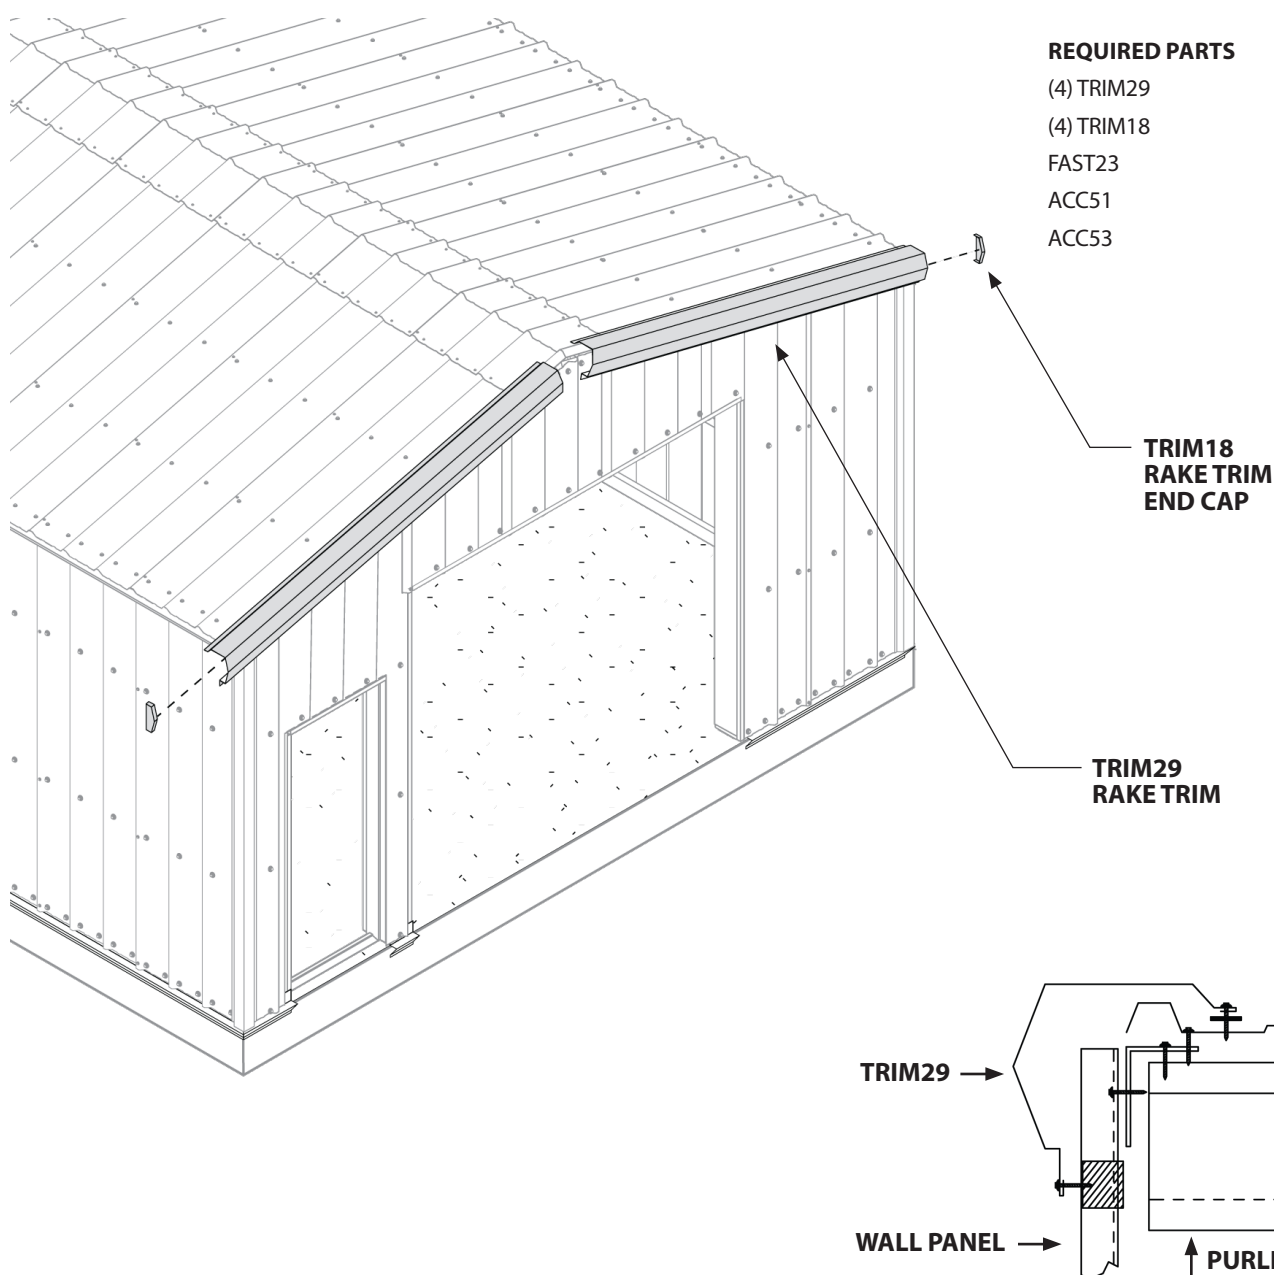 REQUIRED PARTS
(4) TRIM29
(4) TRIM18
FAST23
ACC51
ACC53
TRIM18
RAKE TRIM
END CAP
TRIM29
RAKE TRIM
TRIM29
WALL PANEL